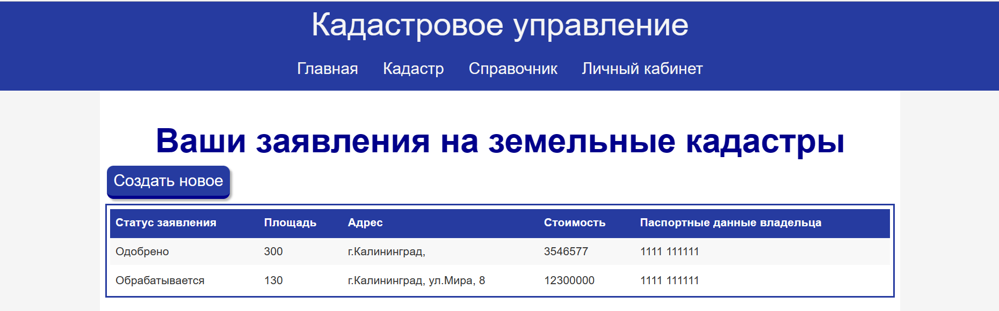 Кадастровое управление
Главная Кадастр Справочник Личный кабинет
Ваши заявления на земельные кадастры
Создать новое
Статус заявления Площадь Адрес Стоимость Паспортные данные владельца
Одобрено 300 г.Калининград, 3546577 1111 111111
Обрабатывается 130 г.Калининград, ул.Мира, 8 12300000 1111 111111